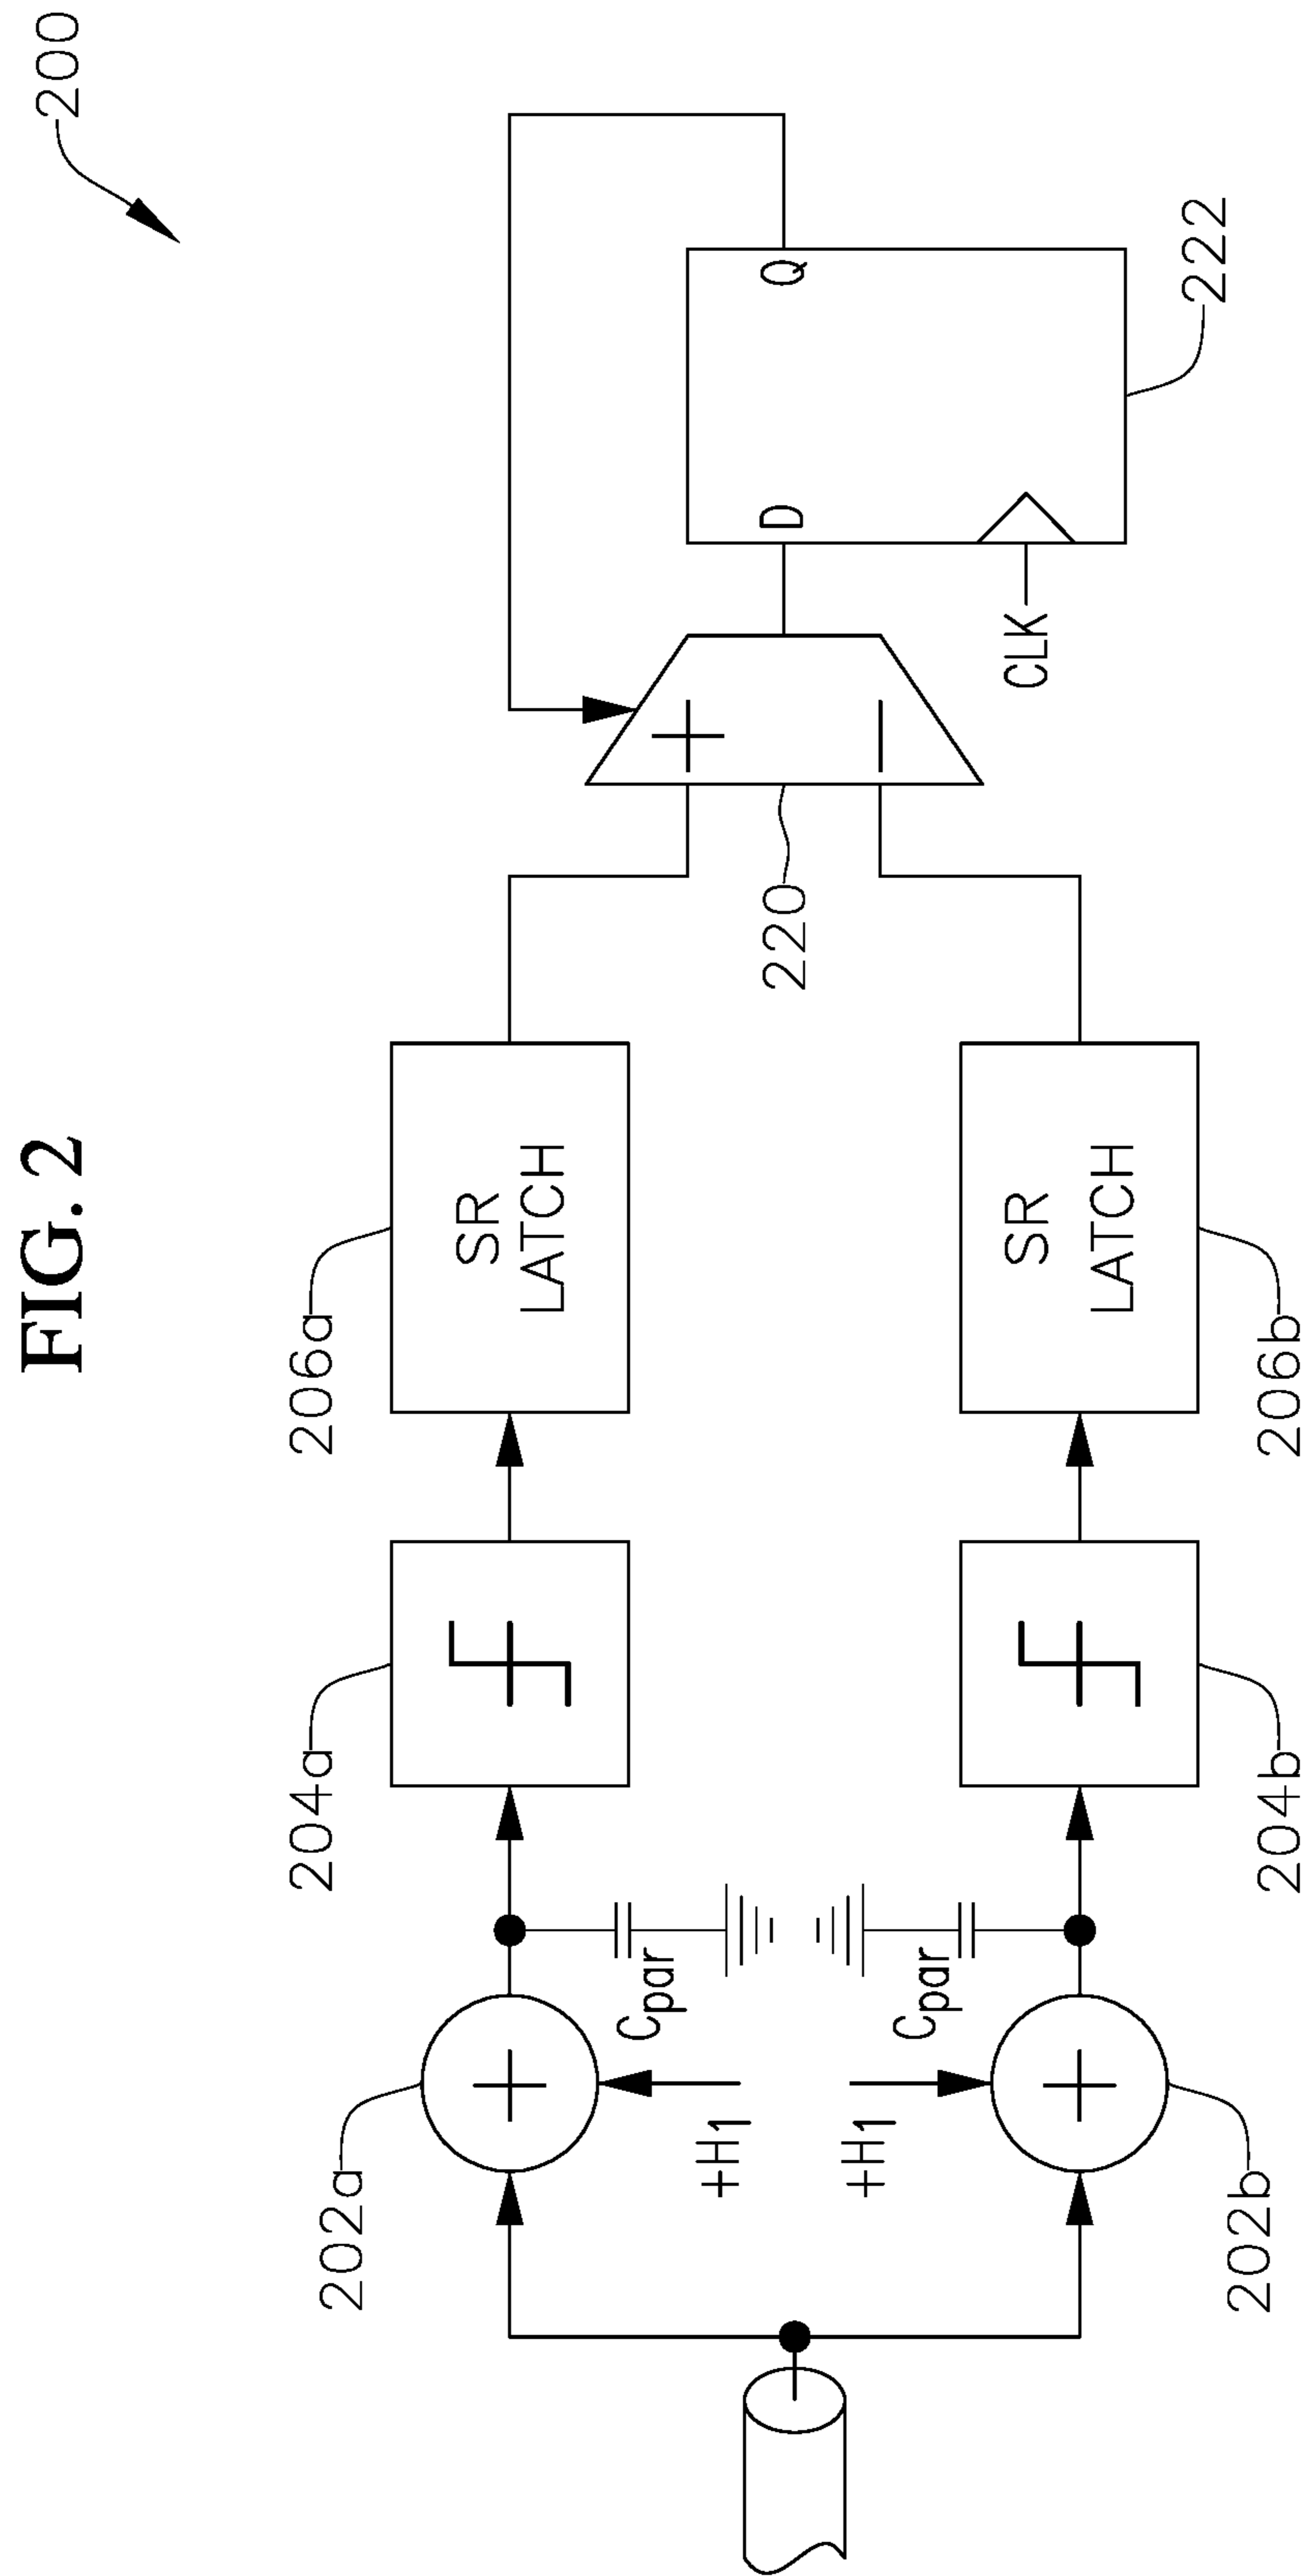 FIG. 2
200
202a
204a
206a
+H1
Cpar
SR
LATCH
+
220
+
−
D
Q
CLK
222
+H1
Cpar
SR
LATCH
+
202b
204b
206b